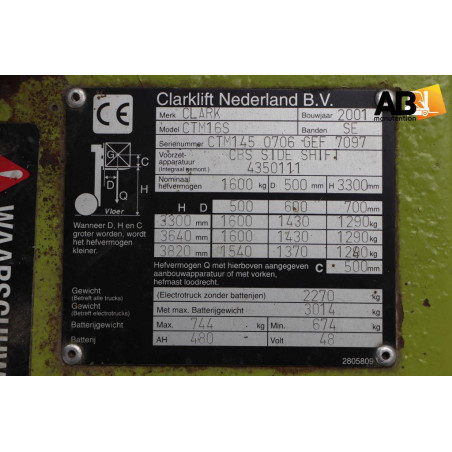 AB
manutention
CE
Clarklift Nederland B.V.
Merk CLARK Bouwjaar 2001
Model CTM16S Banden SE
Serienummer CTM145 0706 GEF 7097
Voorzet- CBS SIDE SHIFT
apparatuur
(Integraal gemont.) 4350111
Nominaal
hefvermogen 1600 kg D 500 mm H 3300 mm
G
C
D
Q
H
Vloer
H D 500 600 700 mm
3300 mm 1600 1430 1290 kg
3640 mm 1600 1430 1290 kg
3820 mm 1540 1370 1290 kg
Wanneer D, H en C
groter worden, wordt
het hefvermogen
kleiner.
Hefvermogen Q met hierboven aangegeven
aanbouwapparatuur of met vorken, C 500 mm
hefmast loodrecht.
Gewicht
(Betreft alle trucks) (Electrotruck zonder batterijen) 2270 kg
Gewicht
(Betreft electrotrucks) Met max. Batterijgewicht 3014 kg
Batterijgewicht Max. 744 kg Min. 674 kg
Batterij AH 480 Volt 48
2805809
WAARSCHUW